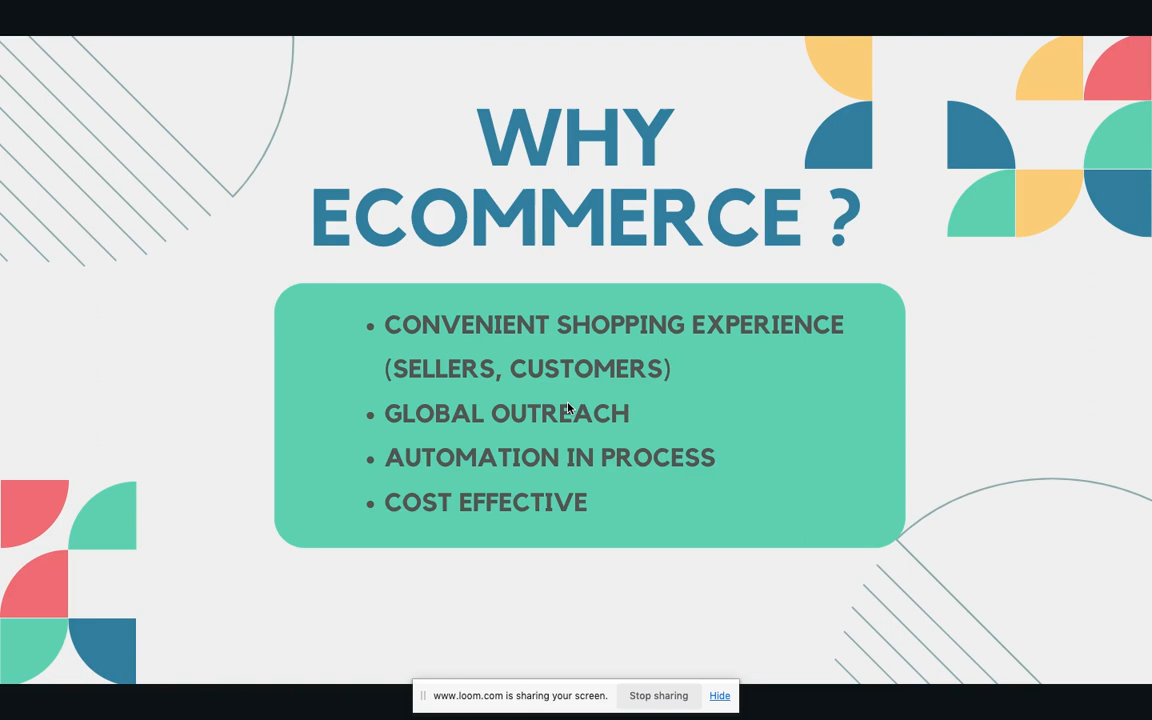 WHY
ECOMMERCE ?
• CONVENIENT SHOPPING EXPERIENCE
(SELLERS, CUSTOMERS)
• GLOBAL OUTREACH
• AUTOMATION IN PROCESS
• COST EFFECTIVE
www.loom.com is sharing your screen. Stop sharing Hide